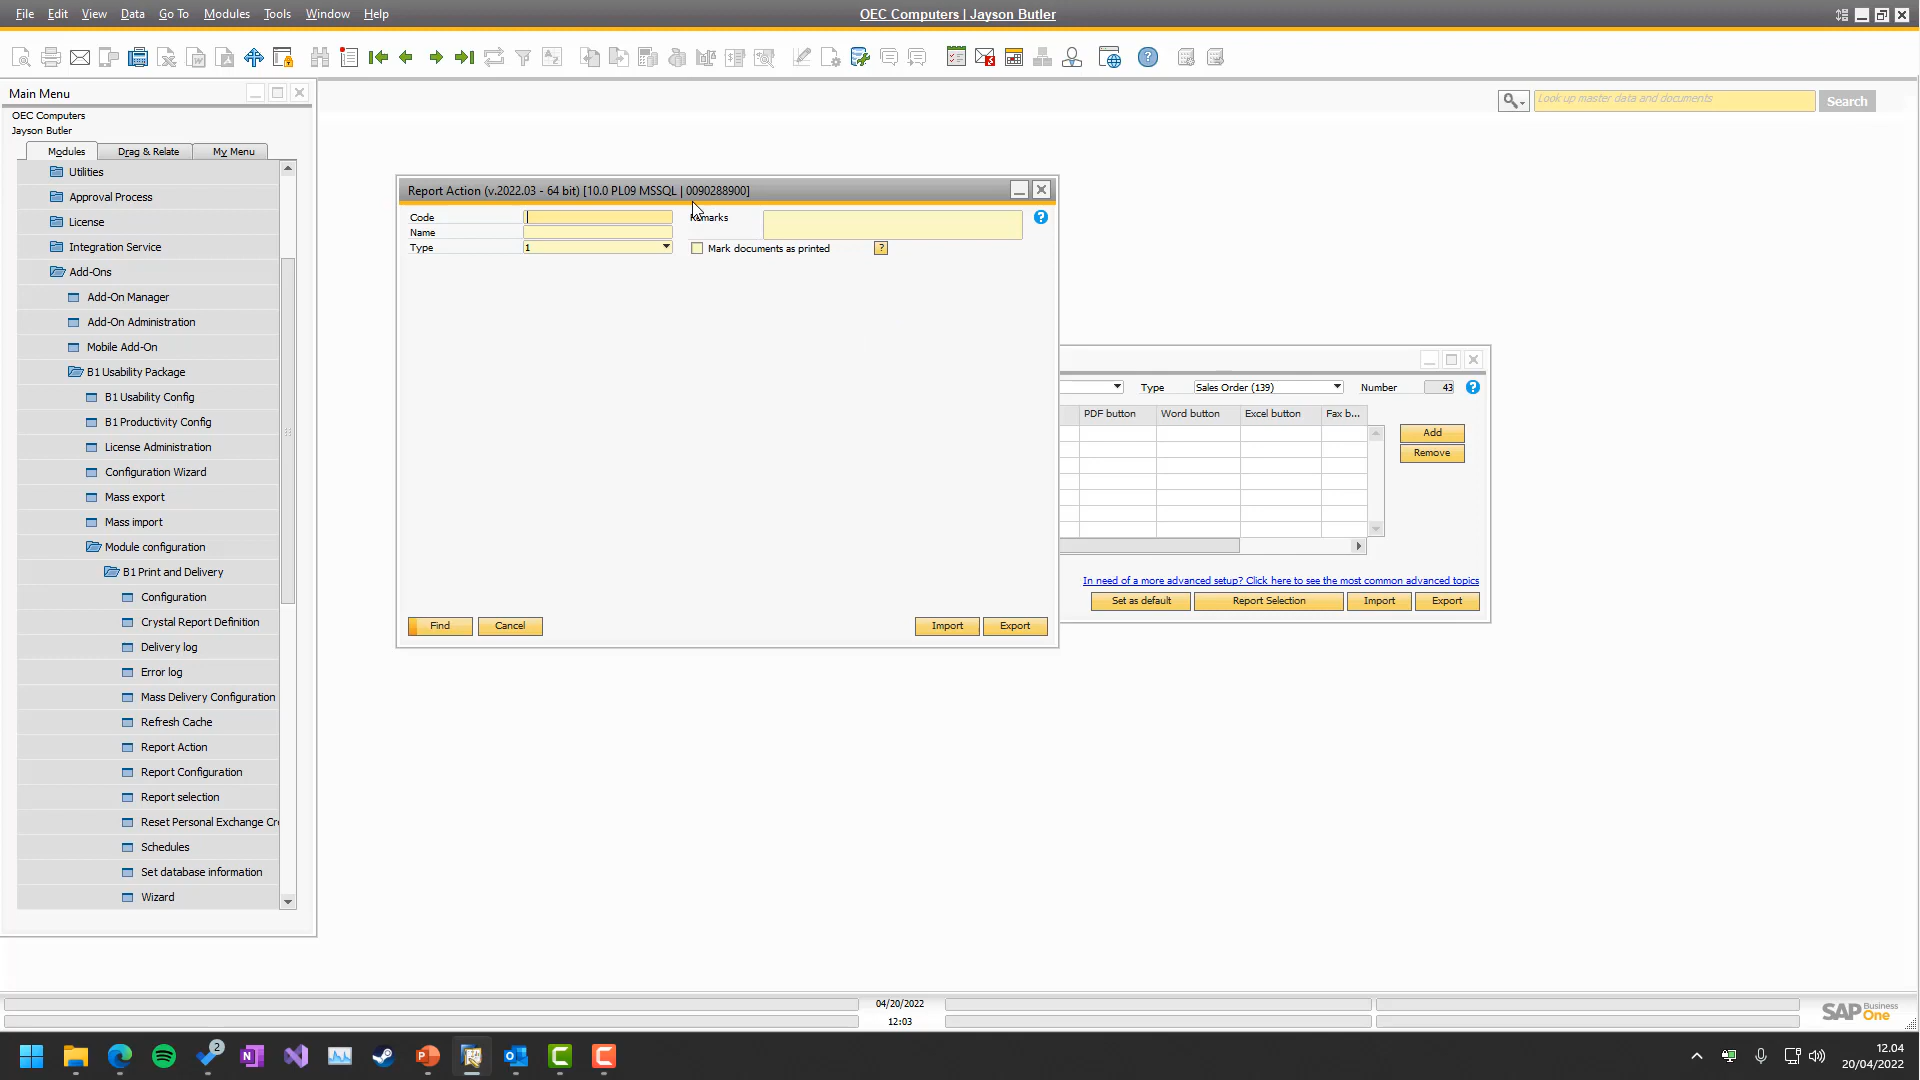 File Edit View Data Go To Modules Tools Window Help
OEC Computers | Jayson Butler
Main Menu
OEC Computers
Jayson Butler
Modules Drag & Relate My Menu
Look up master data and documents Search
Utilities
Approval Process
License
Integration Service
Add-Ons
Add-On Manager
Add-On Administration
Mobile Add-On
B1 Usability Package
B1 Usability Config
B1 Productivity Config
License Administration
Configuration Wizard
Mass export
Mass import
Module configuration
B1 Print and Delivery
Configuration
Crystal Report Definition
Delivery log
Error log
Mass Delivery Configuration
Refresh Cache
Report Action
Report Configuration
Report selection
Reset Personal Exchange Cr
Schedules
Set database information
Wizard
Report Action (v.2022.03 - 64 bit) [10.0 PL09 MSSQL | 0090288900]
Code Remarks
Name
Type 1 Mark documents as printed ?
Find Cancel Import Export
Type Sales Order (139) Number 43
PDF button Word button Excel button Fax b...
Add
Remove
In need of a more advanced setup? Click here to see the most common advanced topics
Set as default Report Selection Import Export
04/20/2022
12:03
SAP Business One
2
12.04
20/04/2022